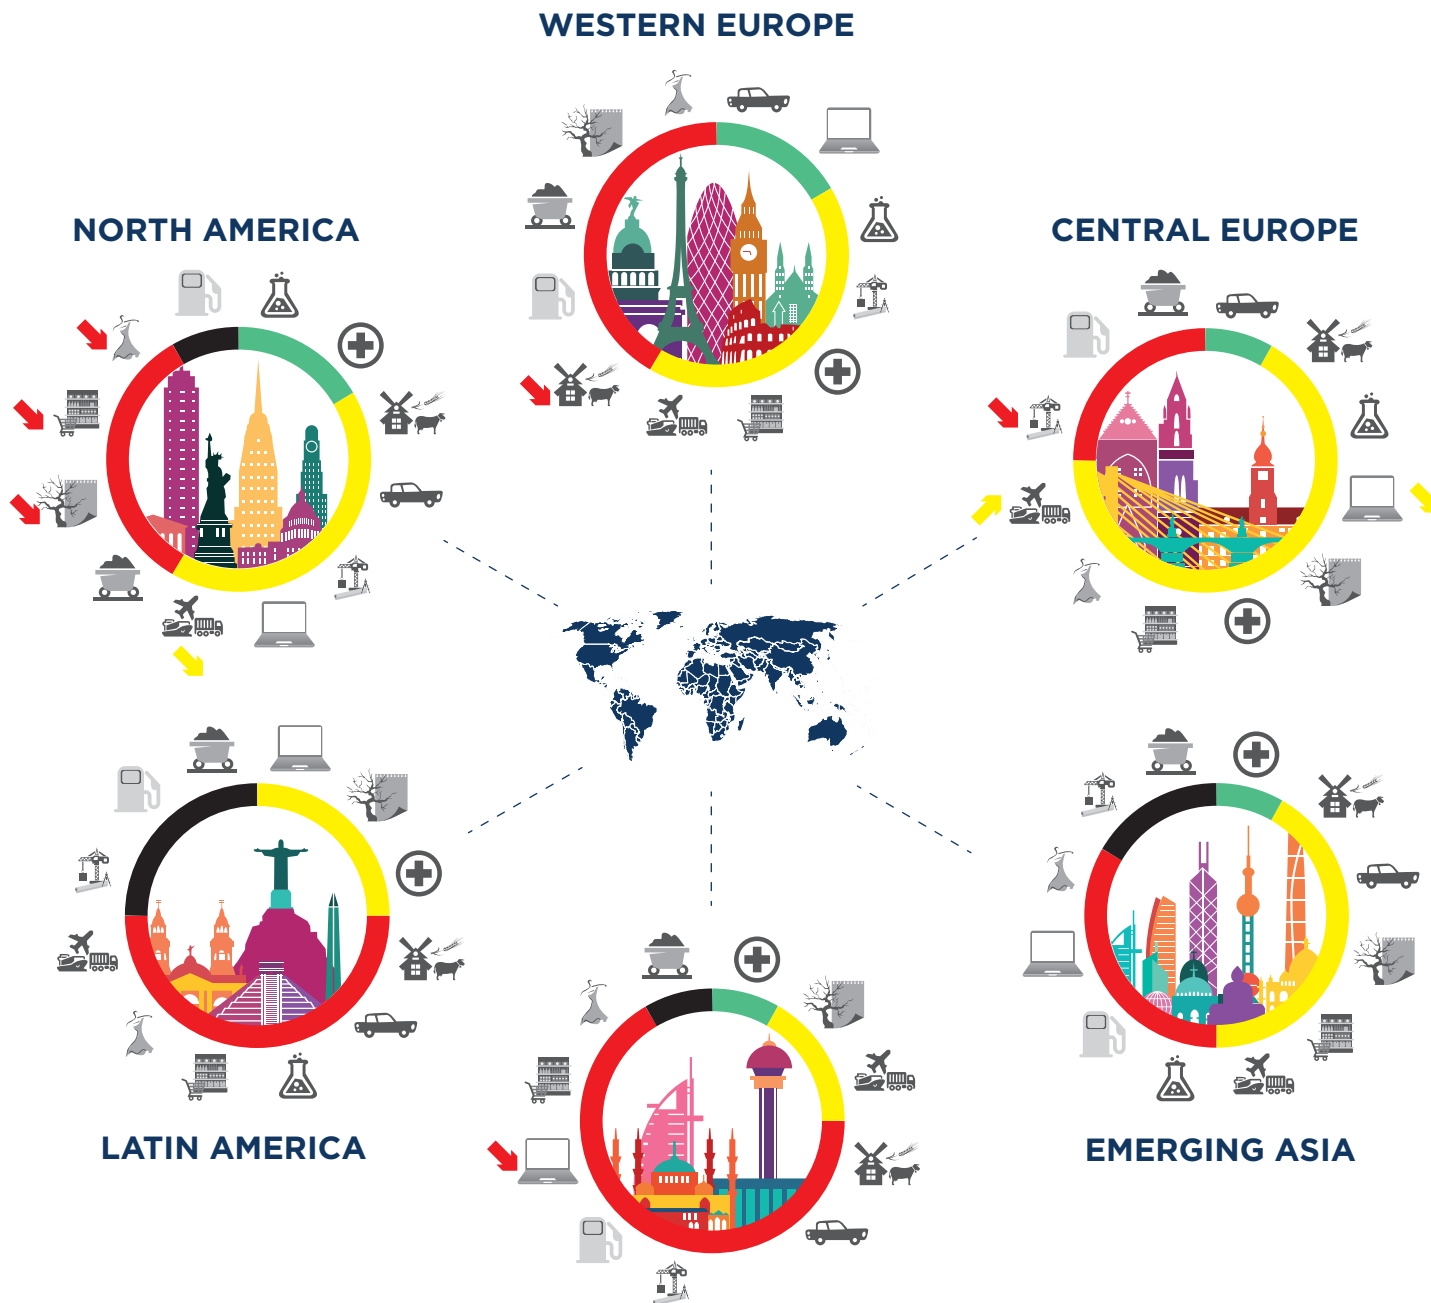 WESTERN EUROPE
NORTH AMERICA
CENTRAL EUROPE
LATIN AMERICA
EMERGING ASIA